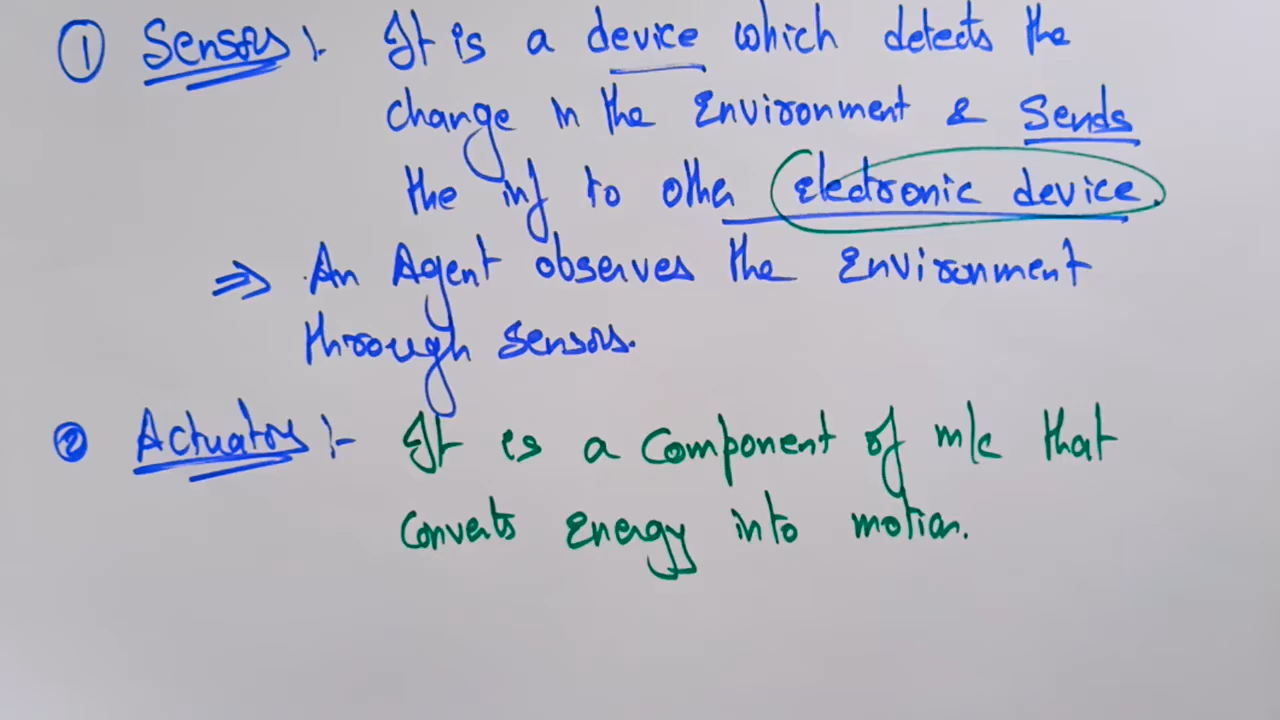 ① Sensors :- It is a device which detects the
change in the Environment & Sends
the inf to other Electronic device.
⇒ An Agent observes the Environment
through sensors.
② Actuators :- It is a component of m/c that
converts Energy into motion.